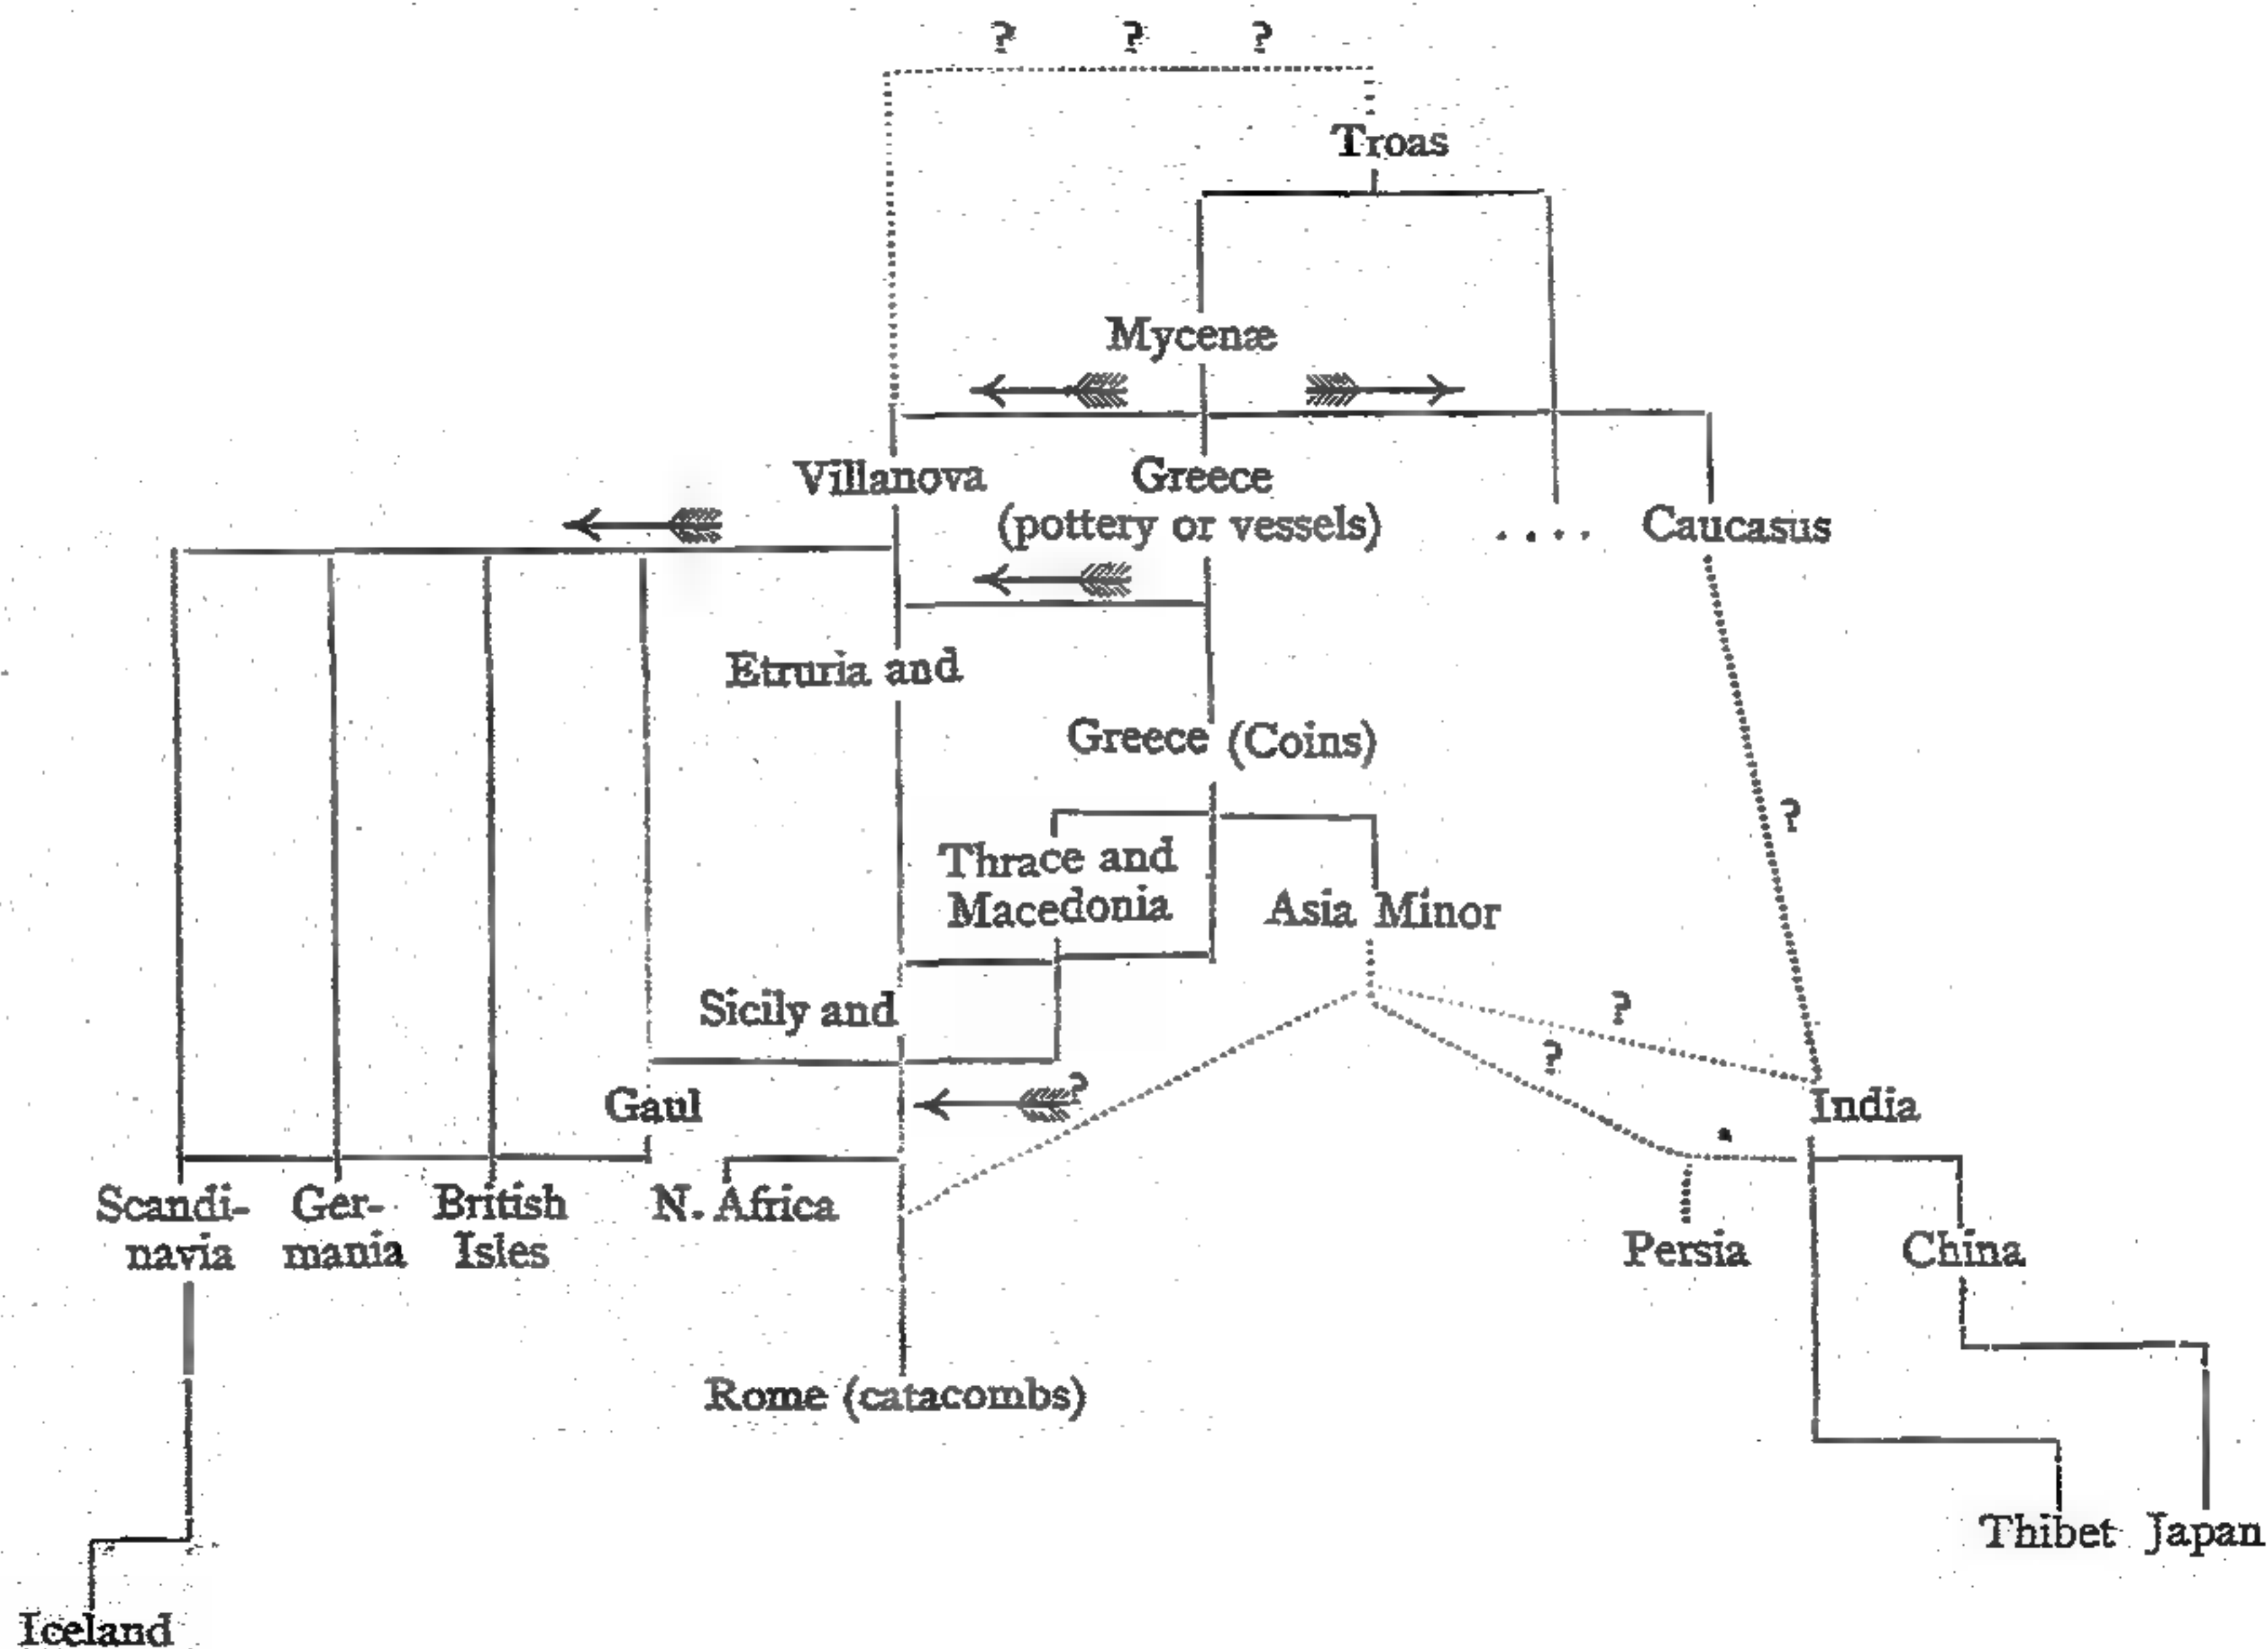 ? ? ?
Troas
Mycenæ
Villanova Greece
(pottery or vessels) . . . . Caucasus
Etruria and
Greece (Coins)
?
Thrace and
Macedonia Asia Minor
Sicily and ?
?
Gaul ? India
Scandi- Ger- British N. Africa
navia mania Isles Persia China
Rome (catacombs)
Thibet Japan
Iceland